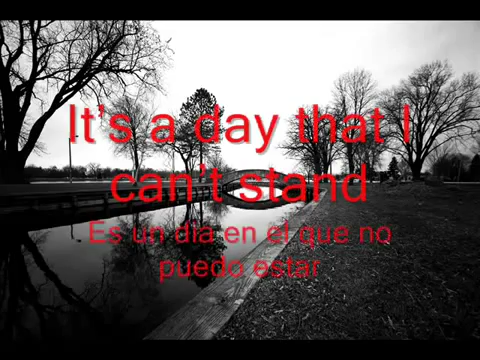 It's a day that I
can't stand
Es un dia en el que no
puedo estar